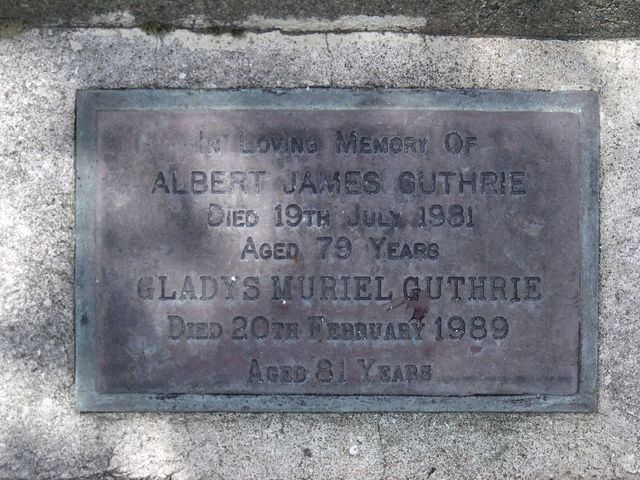 In Loving Memory Of
ALBERT JAMES GUTHRIE
Died 19th July 1981
Aged 79 Years
GLADYS MURIEL GUTHRIE
Died 20th February 1989
Aged 81 Years